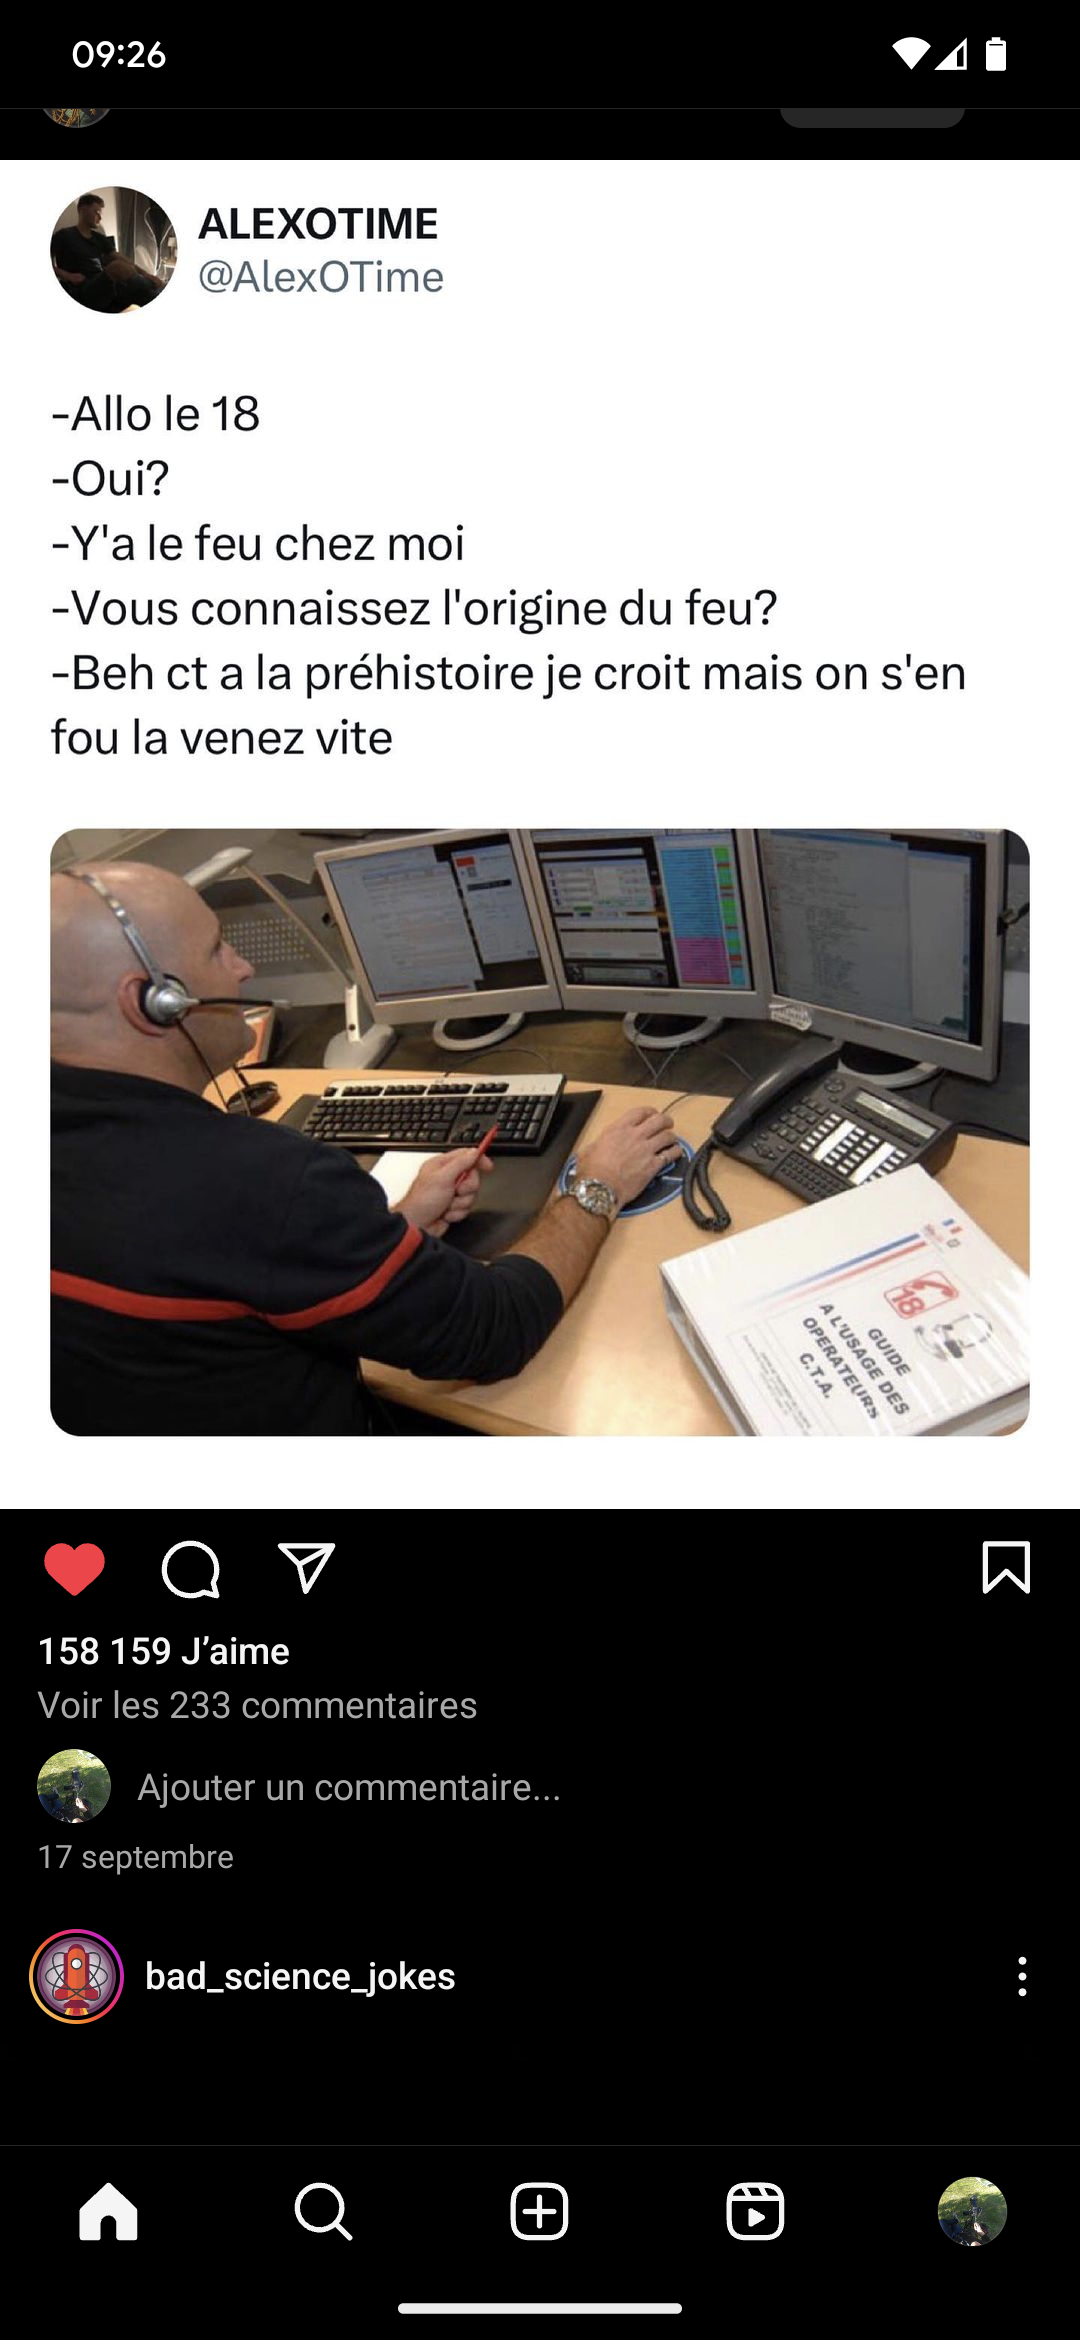 09:26
ALEXOTIME
@AlexOTime
-Allo le 18
-Oui?
-Y'a le feu chez moi
-Vous connaissez l'origine du feu?
-Beh ct a la préhistoire je croit mais on s'en
fou la venez vite
18
GUIDE
A L'USAGE DES
OPERATEURS
C.T.A.
158 159 J’aime
Voir les 233 commentaires
Ajouter un commentaire...
17 septembre
bad_science_jokes